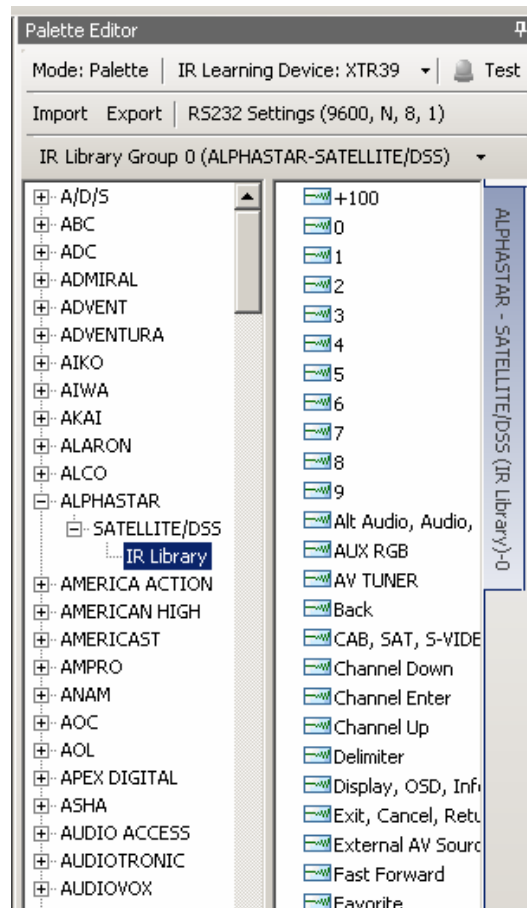 Palette Editor
Mode: Palette IR Learning Device: XTR39 Test
Import Export RS232 Settings (9600, N, 8, 1)
IR Library Group 0 (ALPHASTAR-SATELLITE/DSS)
A/D/S
ABC
ADC
ADMIRAL
ADVENT
ADVENTURA
AIKO
AIWA
AKAI
ALARON
ALCO
ALPHASTAR
SATELLITE/DSS
IR Library
AMERICA ACTION
AMERICAN HIGH
AMERICAST
AMPRO
ANAM
AOC
AOL
APEX DIGITAL
ASHA
AUDIO ACCESS
AUDIOTRONIC
AUDIOVOX
+100
0
1
2
3
4
5
6
7
8
9
Alt Audio, Audio,
AUX RGB
AV TUNER
Back
CAB, SAT, S-VIDE
Channel Down
Channel Enter
Channel Up
Delimiter
Display, OSD, Info
Exit, Cancel, Retu
External AV Sourc
Fast Forward
Favorite
ALPHASTAR - SATELLITE/DSS (IR Library)-0